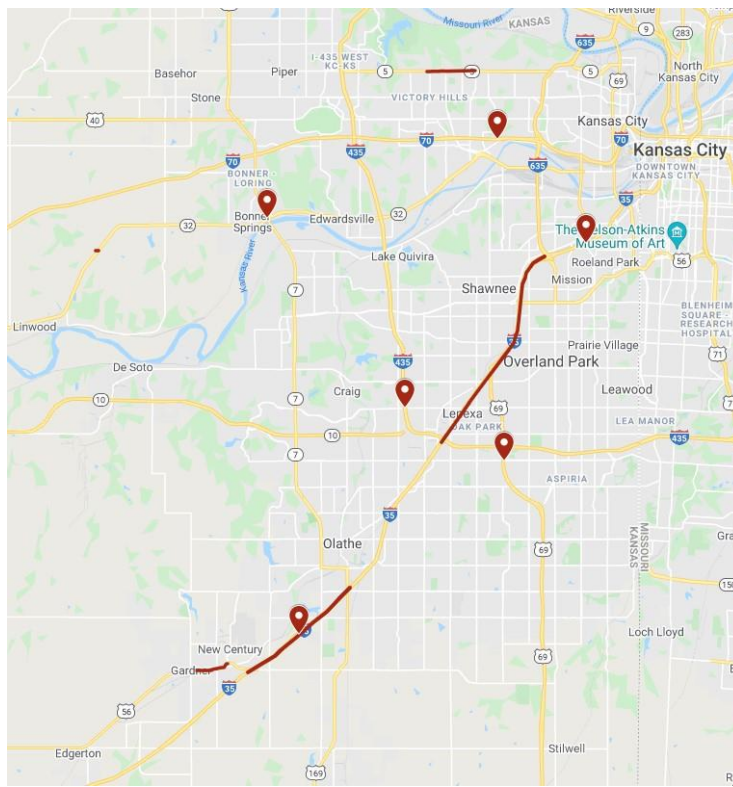 Riverside
Missouri River
KANSAS
9
635
283
I-435 WEST
KC-KS
North
Kansas City
Basehor
Piper
5
5
5
69
Stone
VICTORY HILLS
40
Kansas City
70
435
70
635
70
Kansas City
DOWNTOWN
KANSAS CITY
BONNER -
LORING
35
Bonner
Springs
Edwardsville
32
32
The Nelson-Atkins
Museum of Art
Kansas River
Lake Quivira
Roeland Park
56
Mission
7
Shawnee
Linwood
BLENHEIM
SQUARE -
RESEARCH
HOSPITAL
35
Prairie Village
71
De Soto
435
Overland Park
Craig
Leawood
10
7
Lenexa
69
OAK PARK
LEA MANOR
10
435
7
ASPIRIA
35
MISSOURI
KANSAS
Olathe
69
150
Loch Lloyd
New Century
69
Gardner
35
56
Edgerton
Stilwell
169